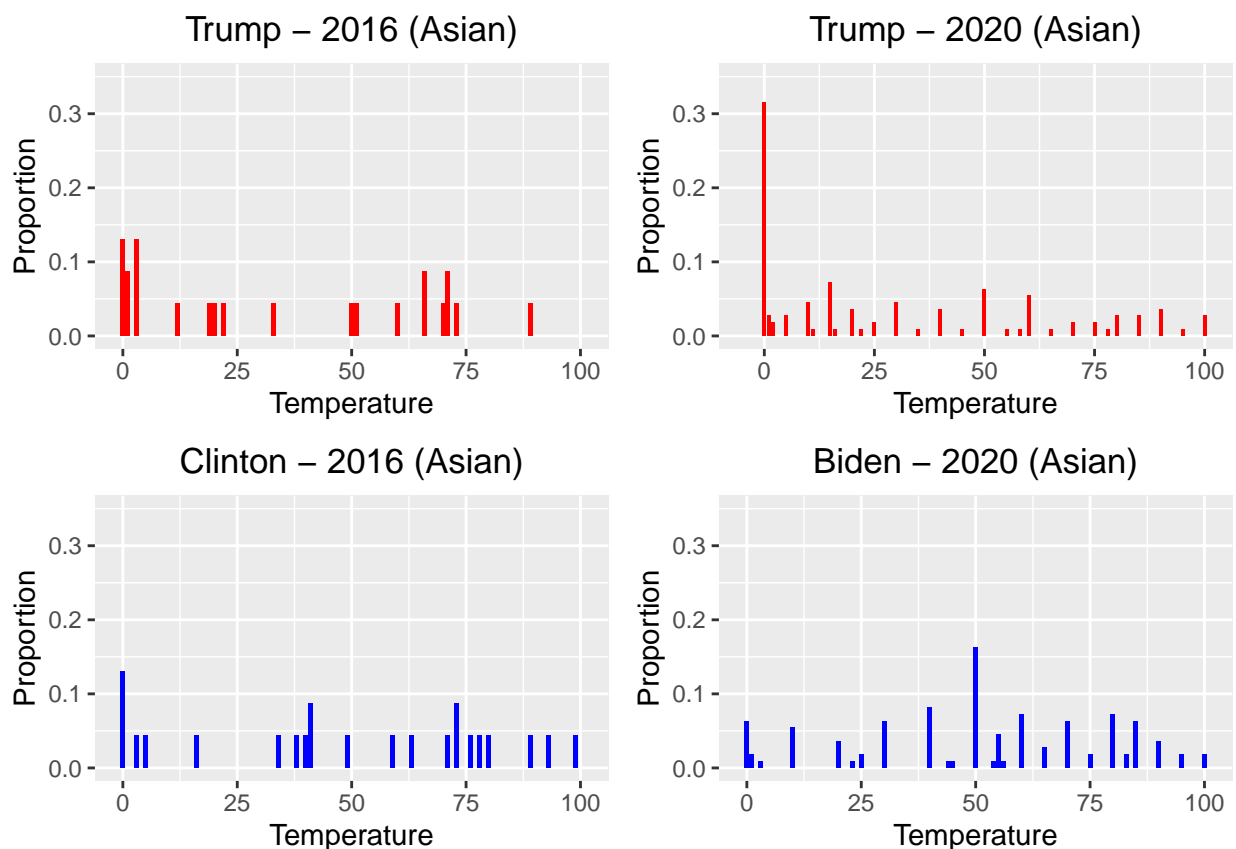 Trump – 2016 (Asian)
0.3
0.2
0.1
0.0
Proportion
0 25 50 75 100
Temperature
Trump – 2020 (Asian)
0.3
0.2
0.1
0.0
Proportion
0 25 50 75 100
Temperature
Clinton – 2016 (Asian)
0.3
0.2
0.1
0.0
Proportion
0 25 50 75 100
Temperature
Biden – 2020 (Asian)
0.3
0.2
0.1
0.0
Proportion
0 25 50 75 100
Temperature